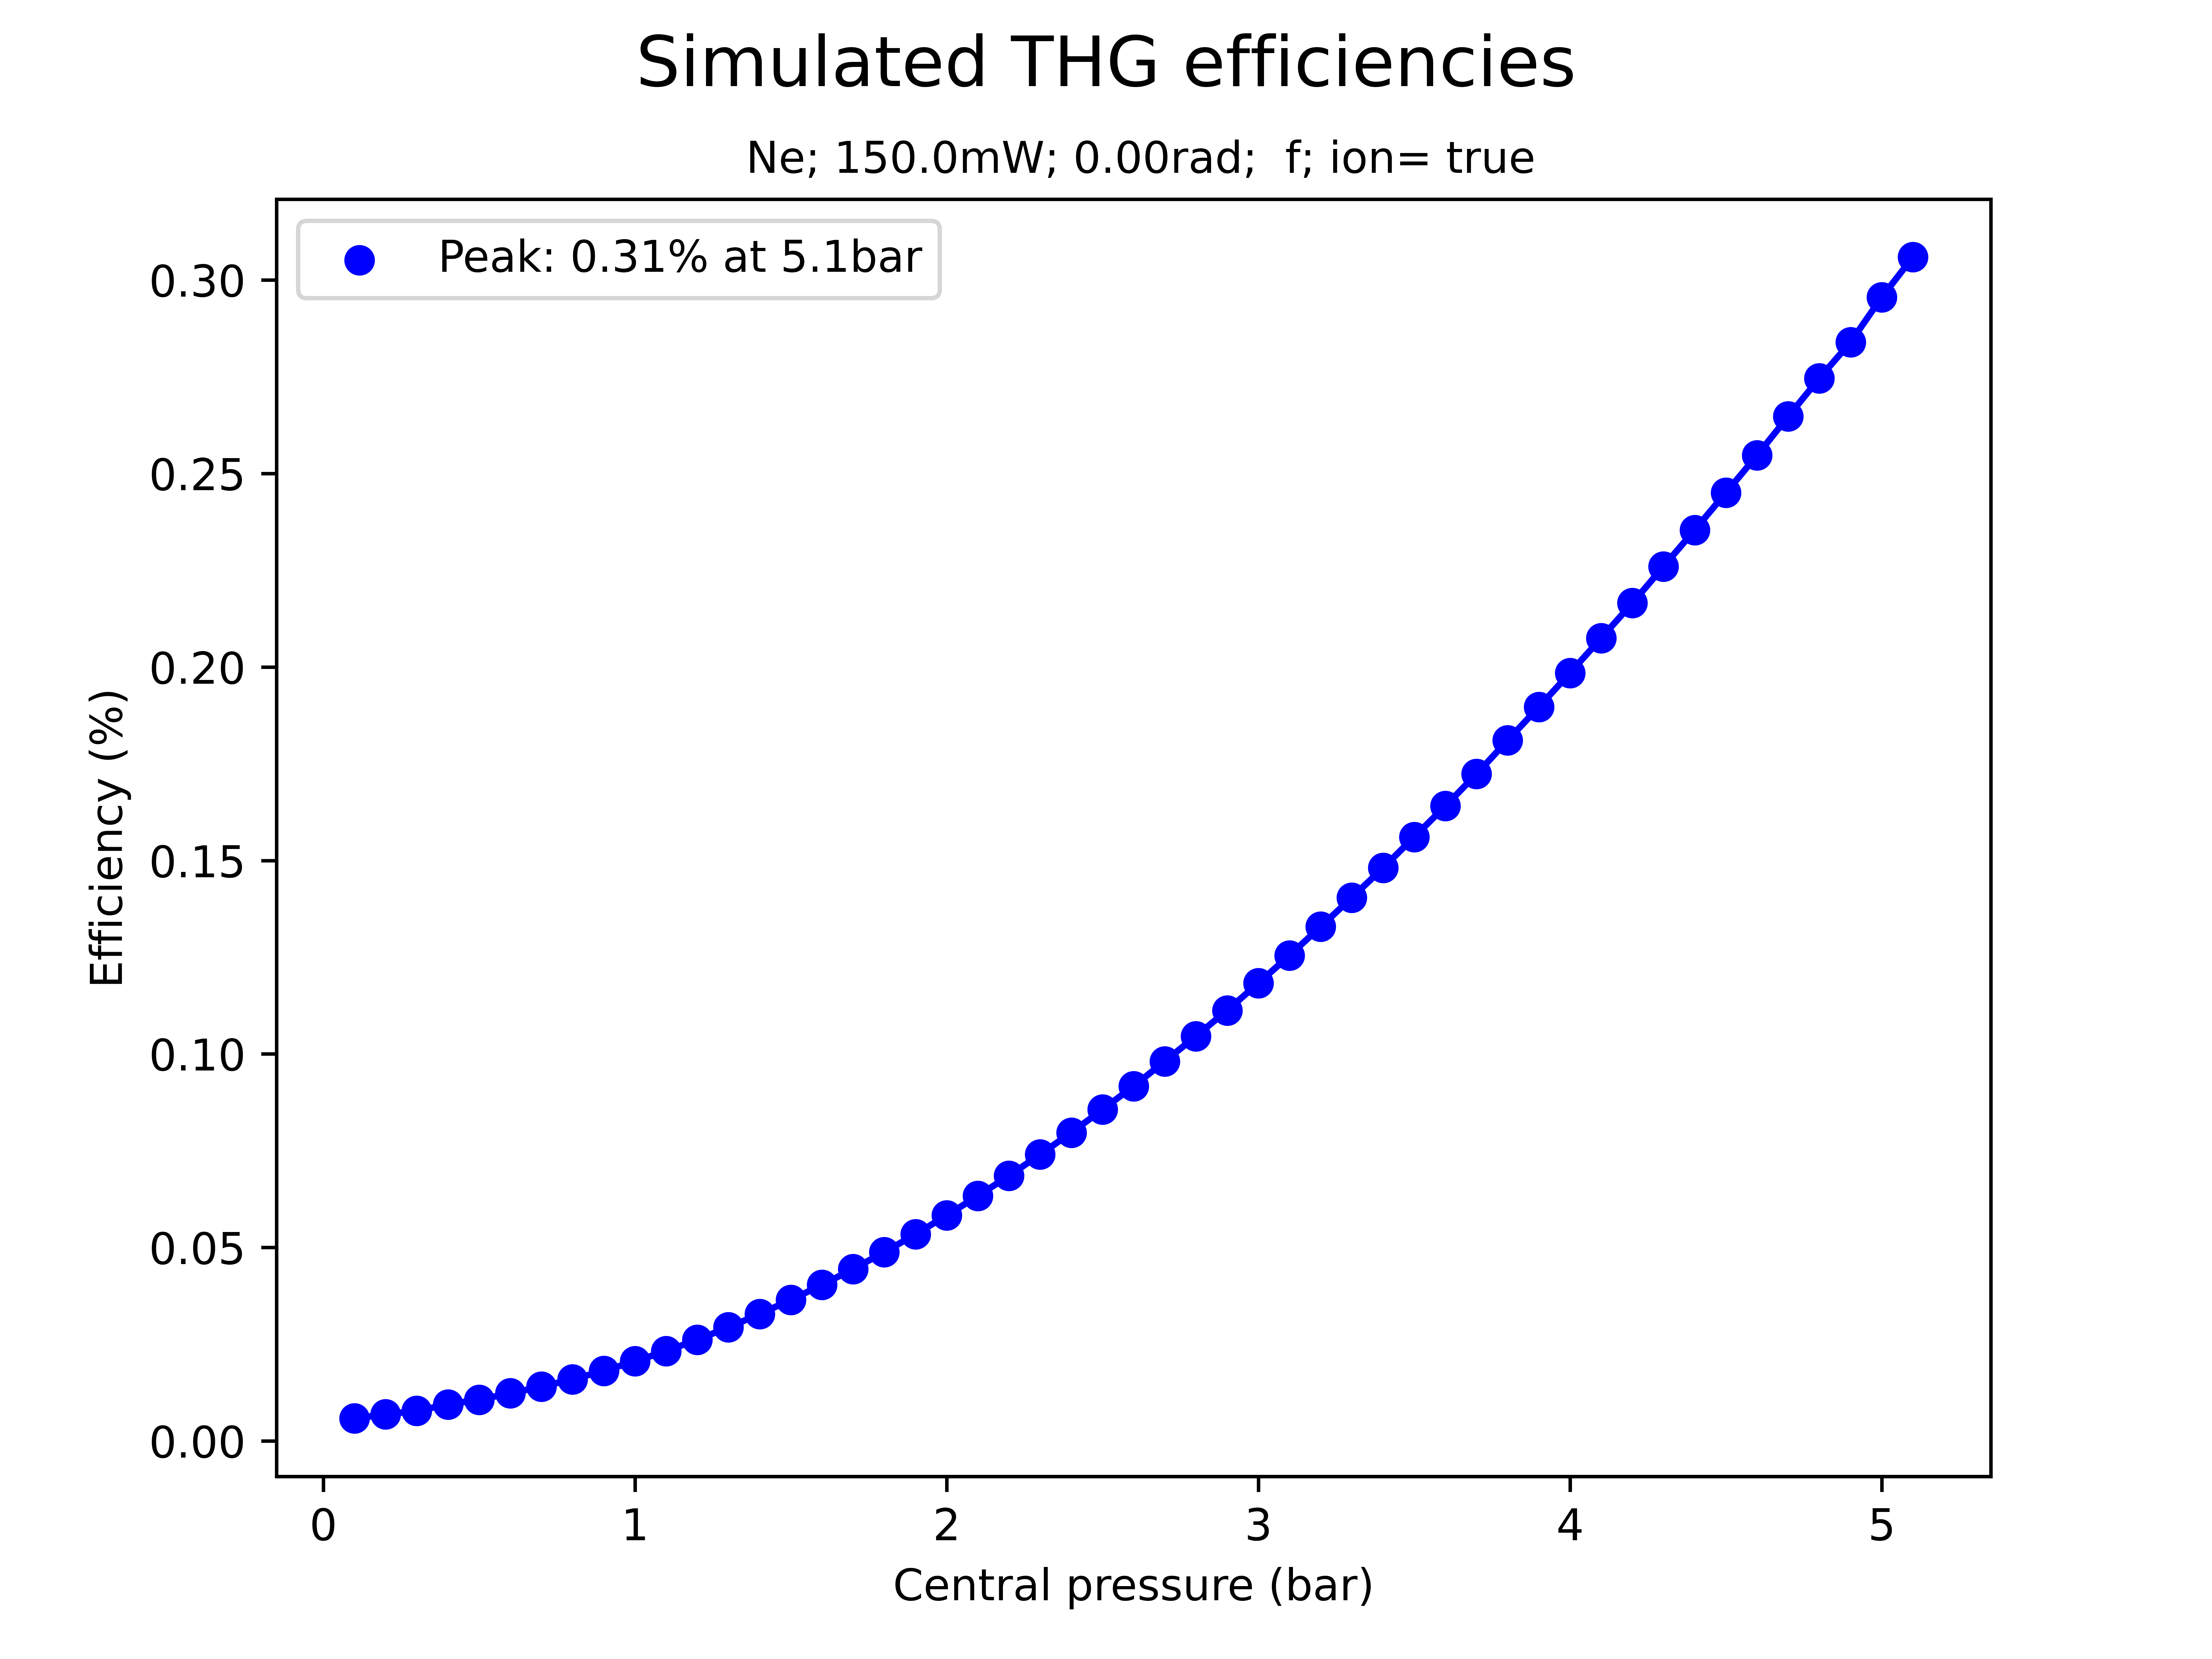 Simulated THG efficiencies
Ne; 150.0mW; 0.00rad;  f; ion= true
Peak: 0.31% at 5.1bar
0.30
0.25
0.20
0.15
0.10
0.05
0.00
Efficiency (%)
0 1 2 3 4 5
Central pressure (bar)